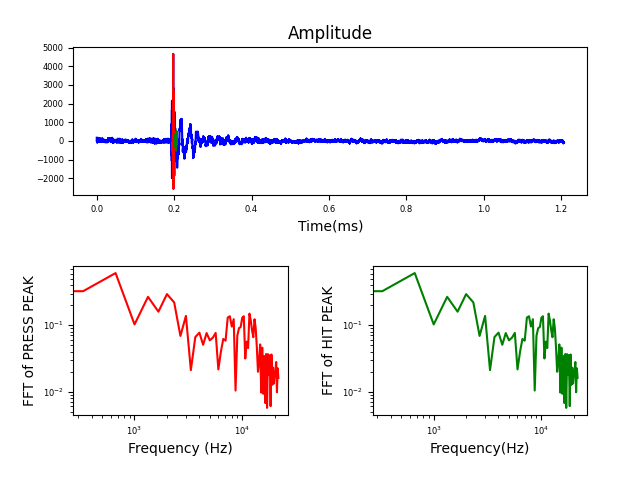 Amplitude
5000
4000
3000
2000
1000
0
−1000
−2000
0.0 0.2 0.4 0.6 0.8 1.0 1.2
Time(ms)
FFT of PRESS PEAK
10⁻¹
10⁻²
10³ 10⁴
Frequency (Hz)
FFT of HIT PEAK
10⁻¹
10⁻²
10³ 10⁴
Frequency(Hz)